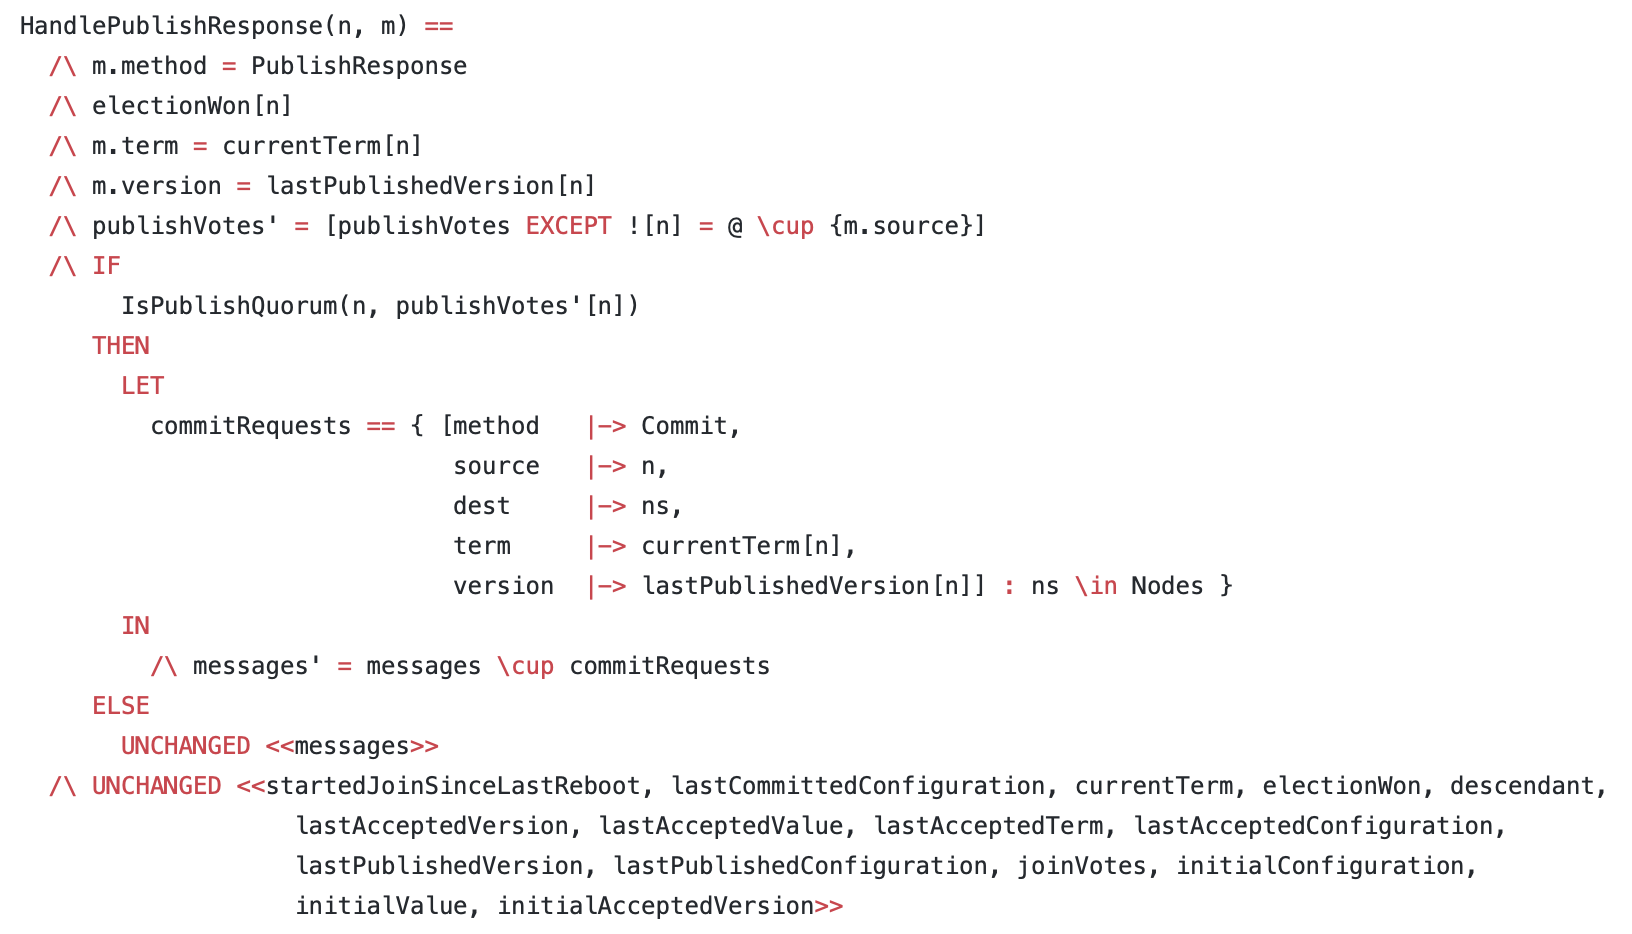 HandlePublishResponse(n, m) ==
  /\ m.method = PublishResponse
  /\ electionWon[n]
  /\ m.term = currentTerm[n]
  /\ m.version = lastPublishedVersion[n]
  /\ publishVotes' = [publishVotes EXCEPT ![n] = @ \cup {m.source}]
  /\ IF
       IsPublishQuorum(n, publishVotes'[n])
     THEN
       LET
         commitRequests == { [method   |-> Commit,
                              source   |-> n,
                              dest     |-> ns,
                              term     |-> currentTerm[n],
                              version  |-> lastPublishedVersion[n]] : ns \in Nodes }
       IN
         /\ messages' = messages \cup commitRequests
     ELSE
       UNCHANGED <<messages>>
  /\ UNCHANGED <<startedJoinSinceLastReboot, lastCommittedConfiguration, currentTerm, electionWon, descendant,
                   lastAcceptedVersion, lastAcceptedValue, lastAcceptedTerm, lastAcceptedConfiguration,
                   lastPublishedVersion, lastPublishedConfiguration, joinVotes, initialConfiguration,
                   initialValue, initialAcceptedVersion>>